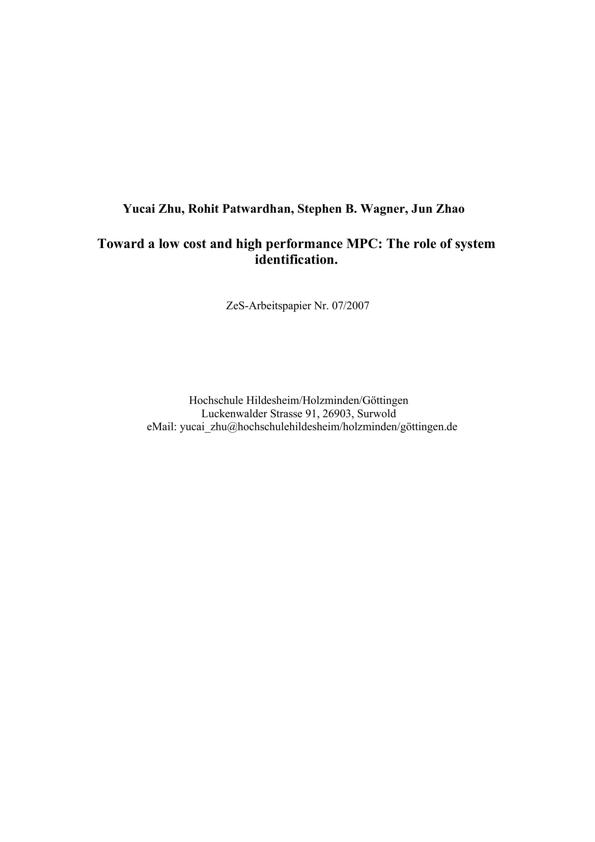 Yucai Zhu, Rohit Patwardhan, Stephen B. Wagner, Jun Zhao
Toward a low cost and high performance MPC: The role of system
identification.
ZeS-Arbeitspapier Nr. 07/2007
Hochschule Hildesheim/Holzminden/Göttingen
Luckenwalder Strasse 91, 26903, Surwold
eMail: yucai_zhu@hochschulehildesheim/holzminden/göttingen.de